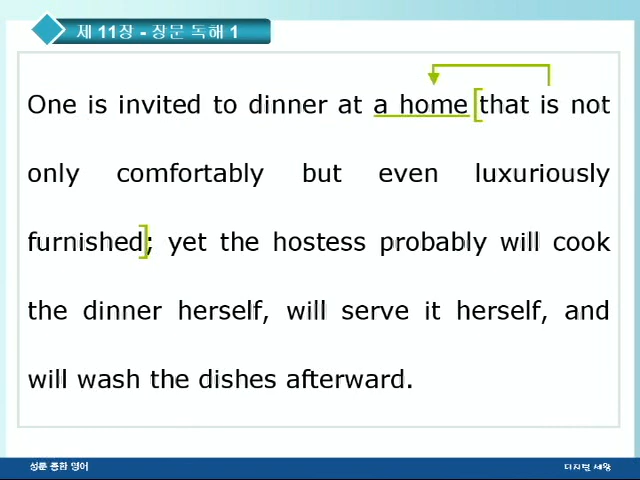 제 11장 - 장문 독해 1
One is invited to dinner at a home [that is not
only comfortably but even luxuriously
furnished]; yet the hostess probably will cook
the dinner herself, will serve it herself, and
will wash the dishes afterward.
성문 종합 영어
디지털 세왕